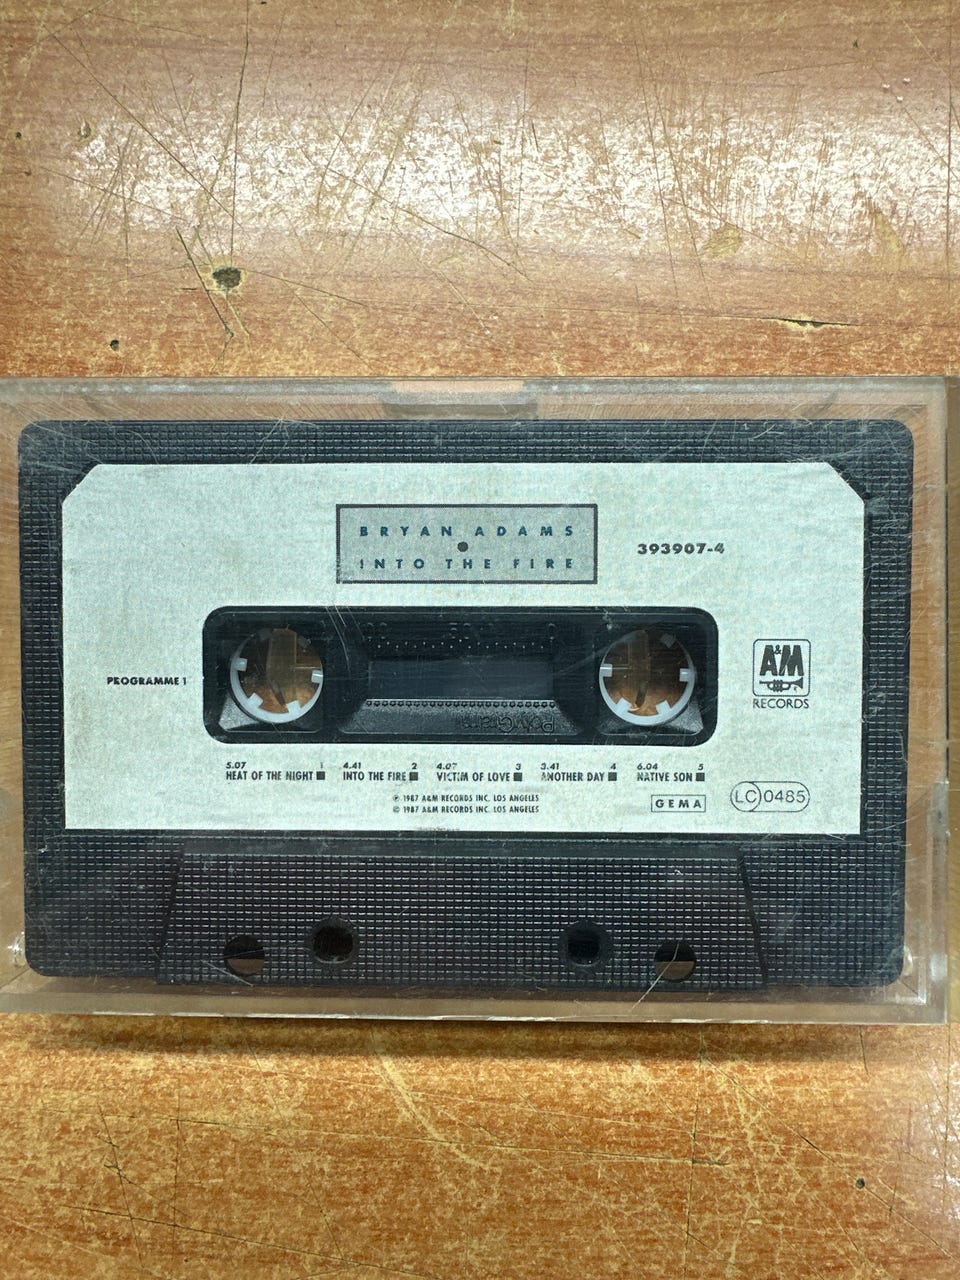 BRYAN ADAMS
●
INTO THE FIRE
393907-4
PROGRAMME 1
A&M
RECORDS
PolyGram
5.07 1 4.41 2 4.07 3 3.41 4 6.04 5
HEAT OF THE NIGHT ■ INTO THE FIRE ■ VICTIM OF LOVE ■ ANOTHER DAY ■ NATIVE SON ■
℗ 1987 A&M RECORDS INC. LOS ANGELES
© 1987 A&M RECORDS INC. LOS ANGELES
GEMA
LC 0485